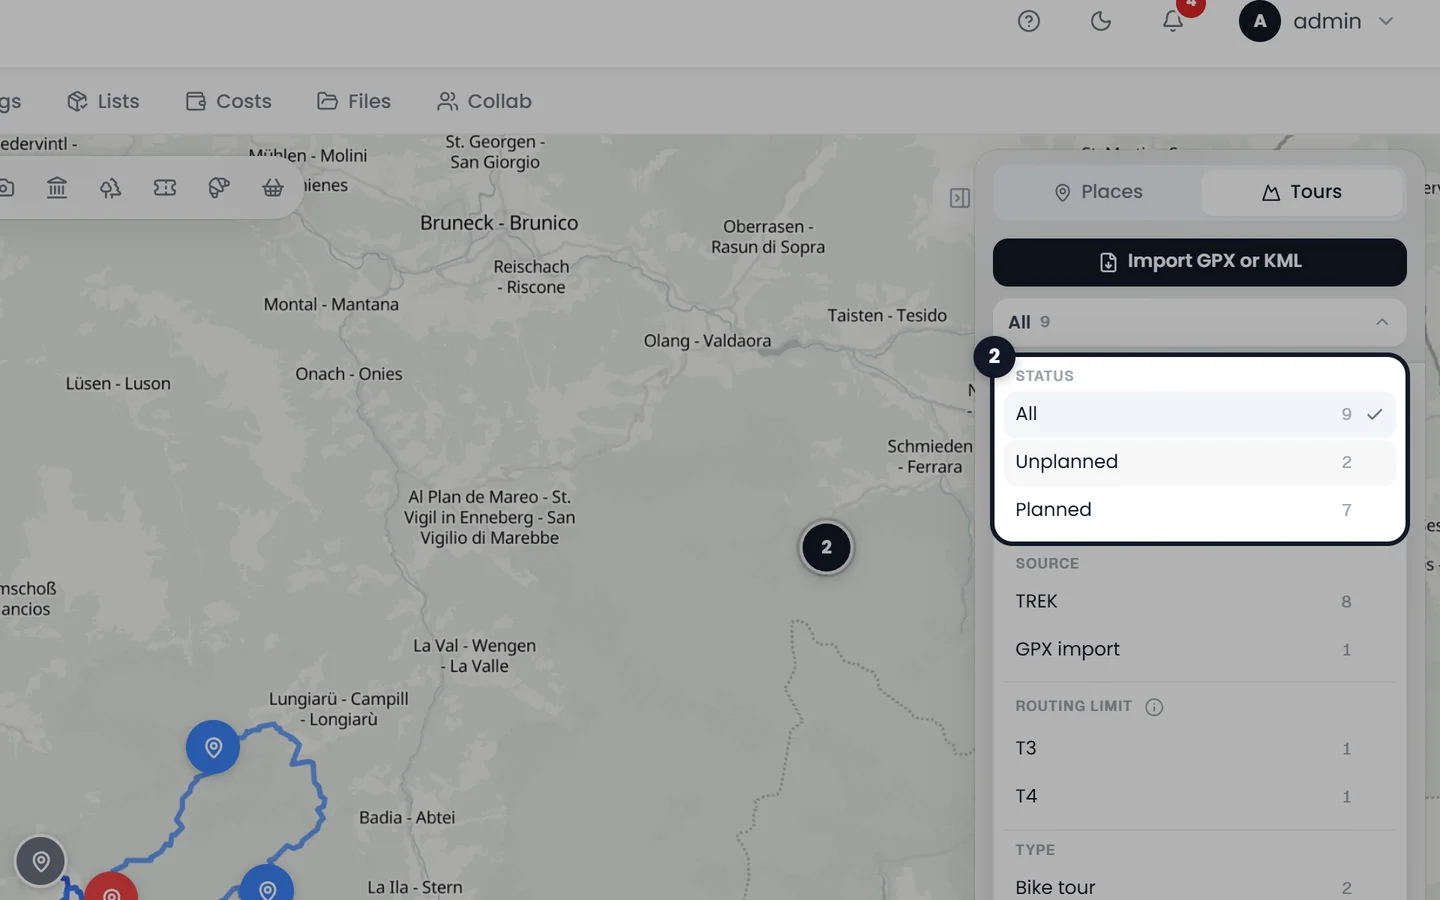 4
A
admin
gs
Lists
Costs
Files
Collab
edervintl -
Mühlen - Molini
hienes
St. Georgen -
San Giorgio
Bruneck - Brunico
Reischach
- Riscone
Oberrasen -
Rasun di Sopra
Montal - Mantana
Taisten - Tesido
Olang - Valdaora
Lüsen - Luson
Onach - Onies
Schmieden
- Ferrara
Al Plan de Mareo - St.
Vigil in Enneberg - San
Vigilio di Marebbe
2
mschoß
ancios
La Val - Wengen
- La Valle
Lungiarü - Campill
- Longiarù
Badia - Abtei
La Ila - Stern
Places
Tours
Import GPX or KML
All 9
2
STATUS
All 9
Unplanned 2
Planned 7
SOURCE
TREK 8
GPX import 1
ROUTING LIMIT
T3 1
T4 1
TYPE
Bike tour 2